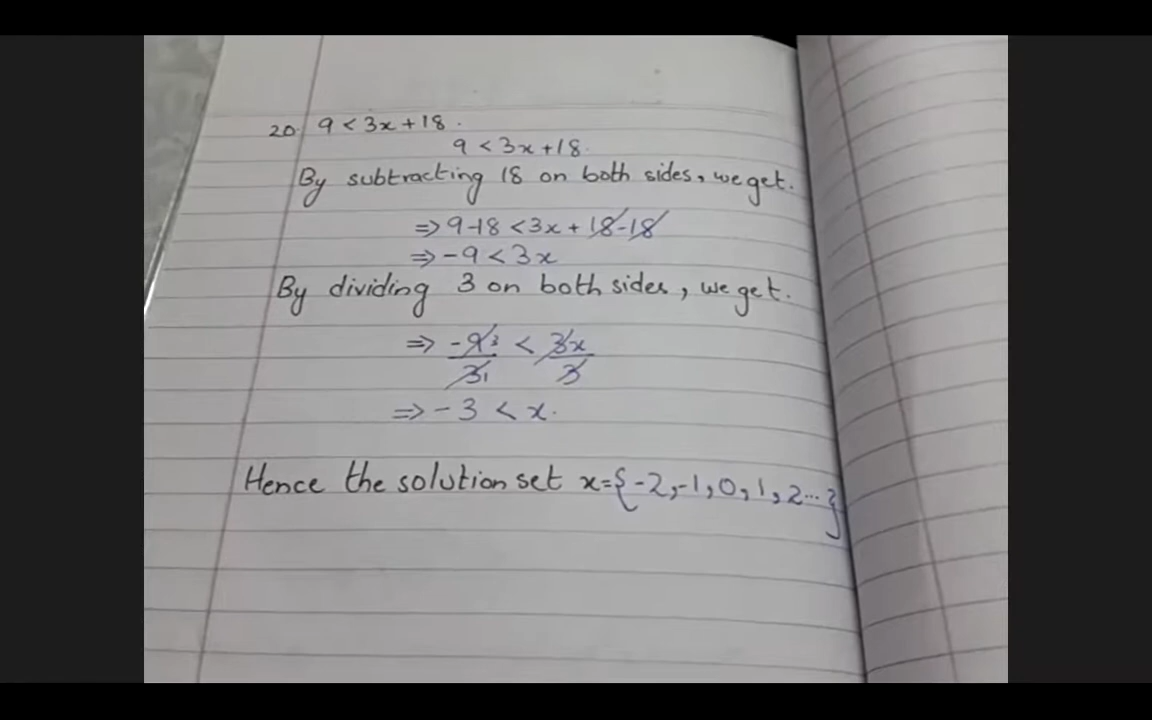 20. 9 < 3x + 18.
9 < 3x + 18.
By subtracting 18 on both sides, we get.
⇒ 9-18 < 3x + 18-18
⇒ -9 < 3x
By dividing 3 on both sides, we get.
⇒ -9 3 < 3x
3 1 3
⇒ -3 < x.
Hence the solution set x={-2,-1,0,1,2...}